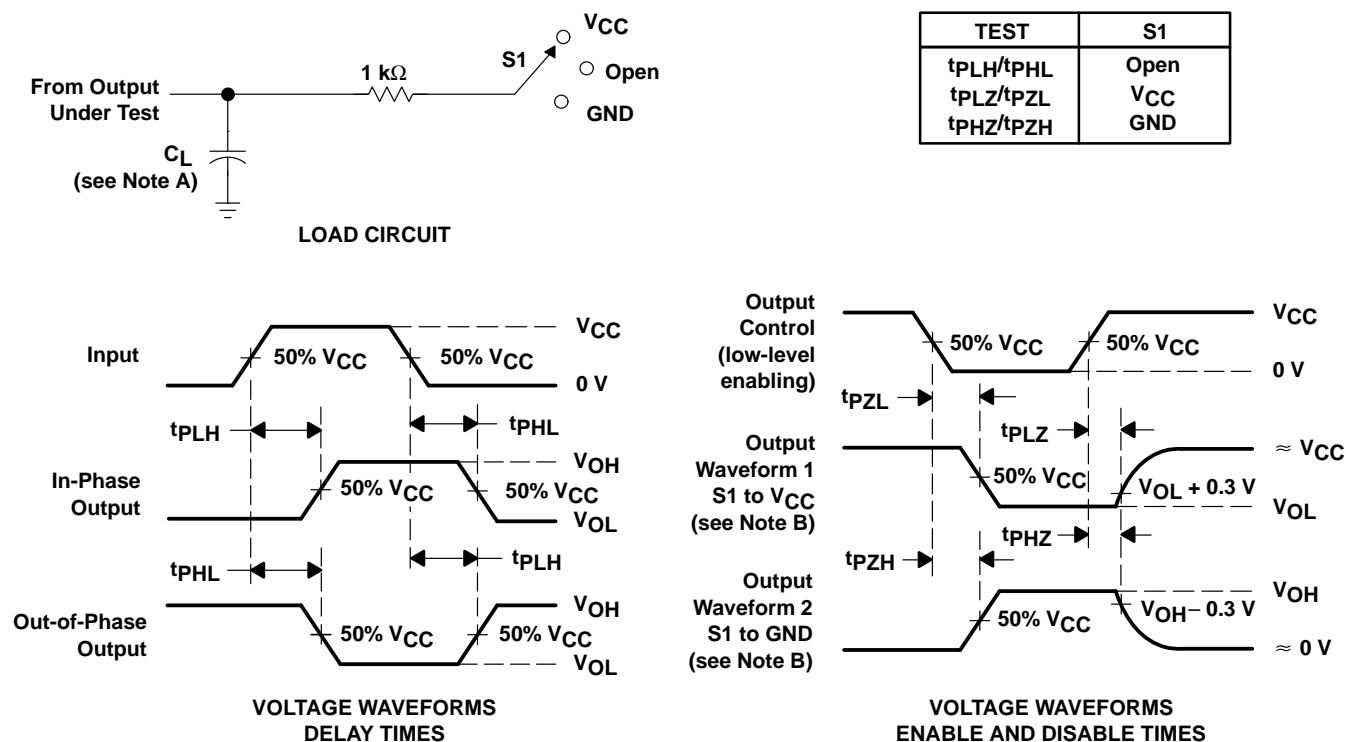 From Output
Under Test
CL
(see Note A)
1 kΩ
S1
VCC
Open
GND
LOAD CIRCUIT
TEST S1
tPLH/tPHL Open
tPLZ/tPZL VCC
tPHZ/tPZH GND
Input
50% VCC
50% VCC
VCC
0 V
tPLH
tPHL
In-Phase
Output
50% VCC
50% VCC
VOH
VOL
tPHL
tPLH
Out-of-Phase
Output
50% VCC
50% VCC
VOH
VOL
VOLTAGE WAVEFORMS
DELAY TIMES
Output
Control
(low-level
enabling)
50% VCC
50% VCC
VCC
0 V
tPZL
tPLZ
Output
Waveform 1
S1 to VCC
(see Note B)
50% VCC
VOL + 0.3 V
≈ VCC
VOL
tPZH
tPHZ
Output
Waveform 2
S1 to GND
(see Note B)
50% VCC
VOH – 0.3 V
VOH
≈ 0 V
VOLTAGE WAVEFORMS
ENABLE AND DISABLE TIMES